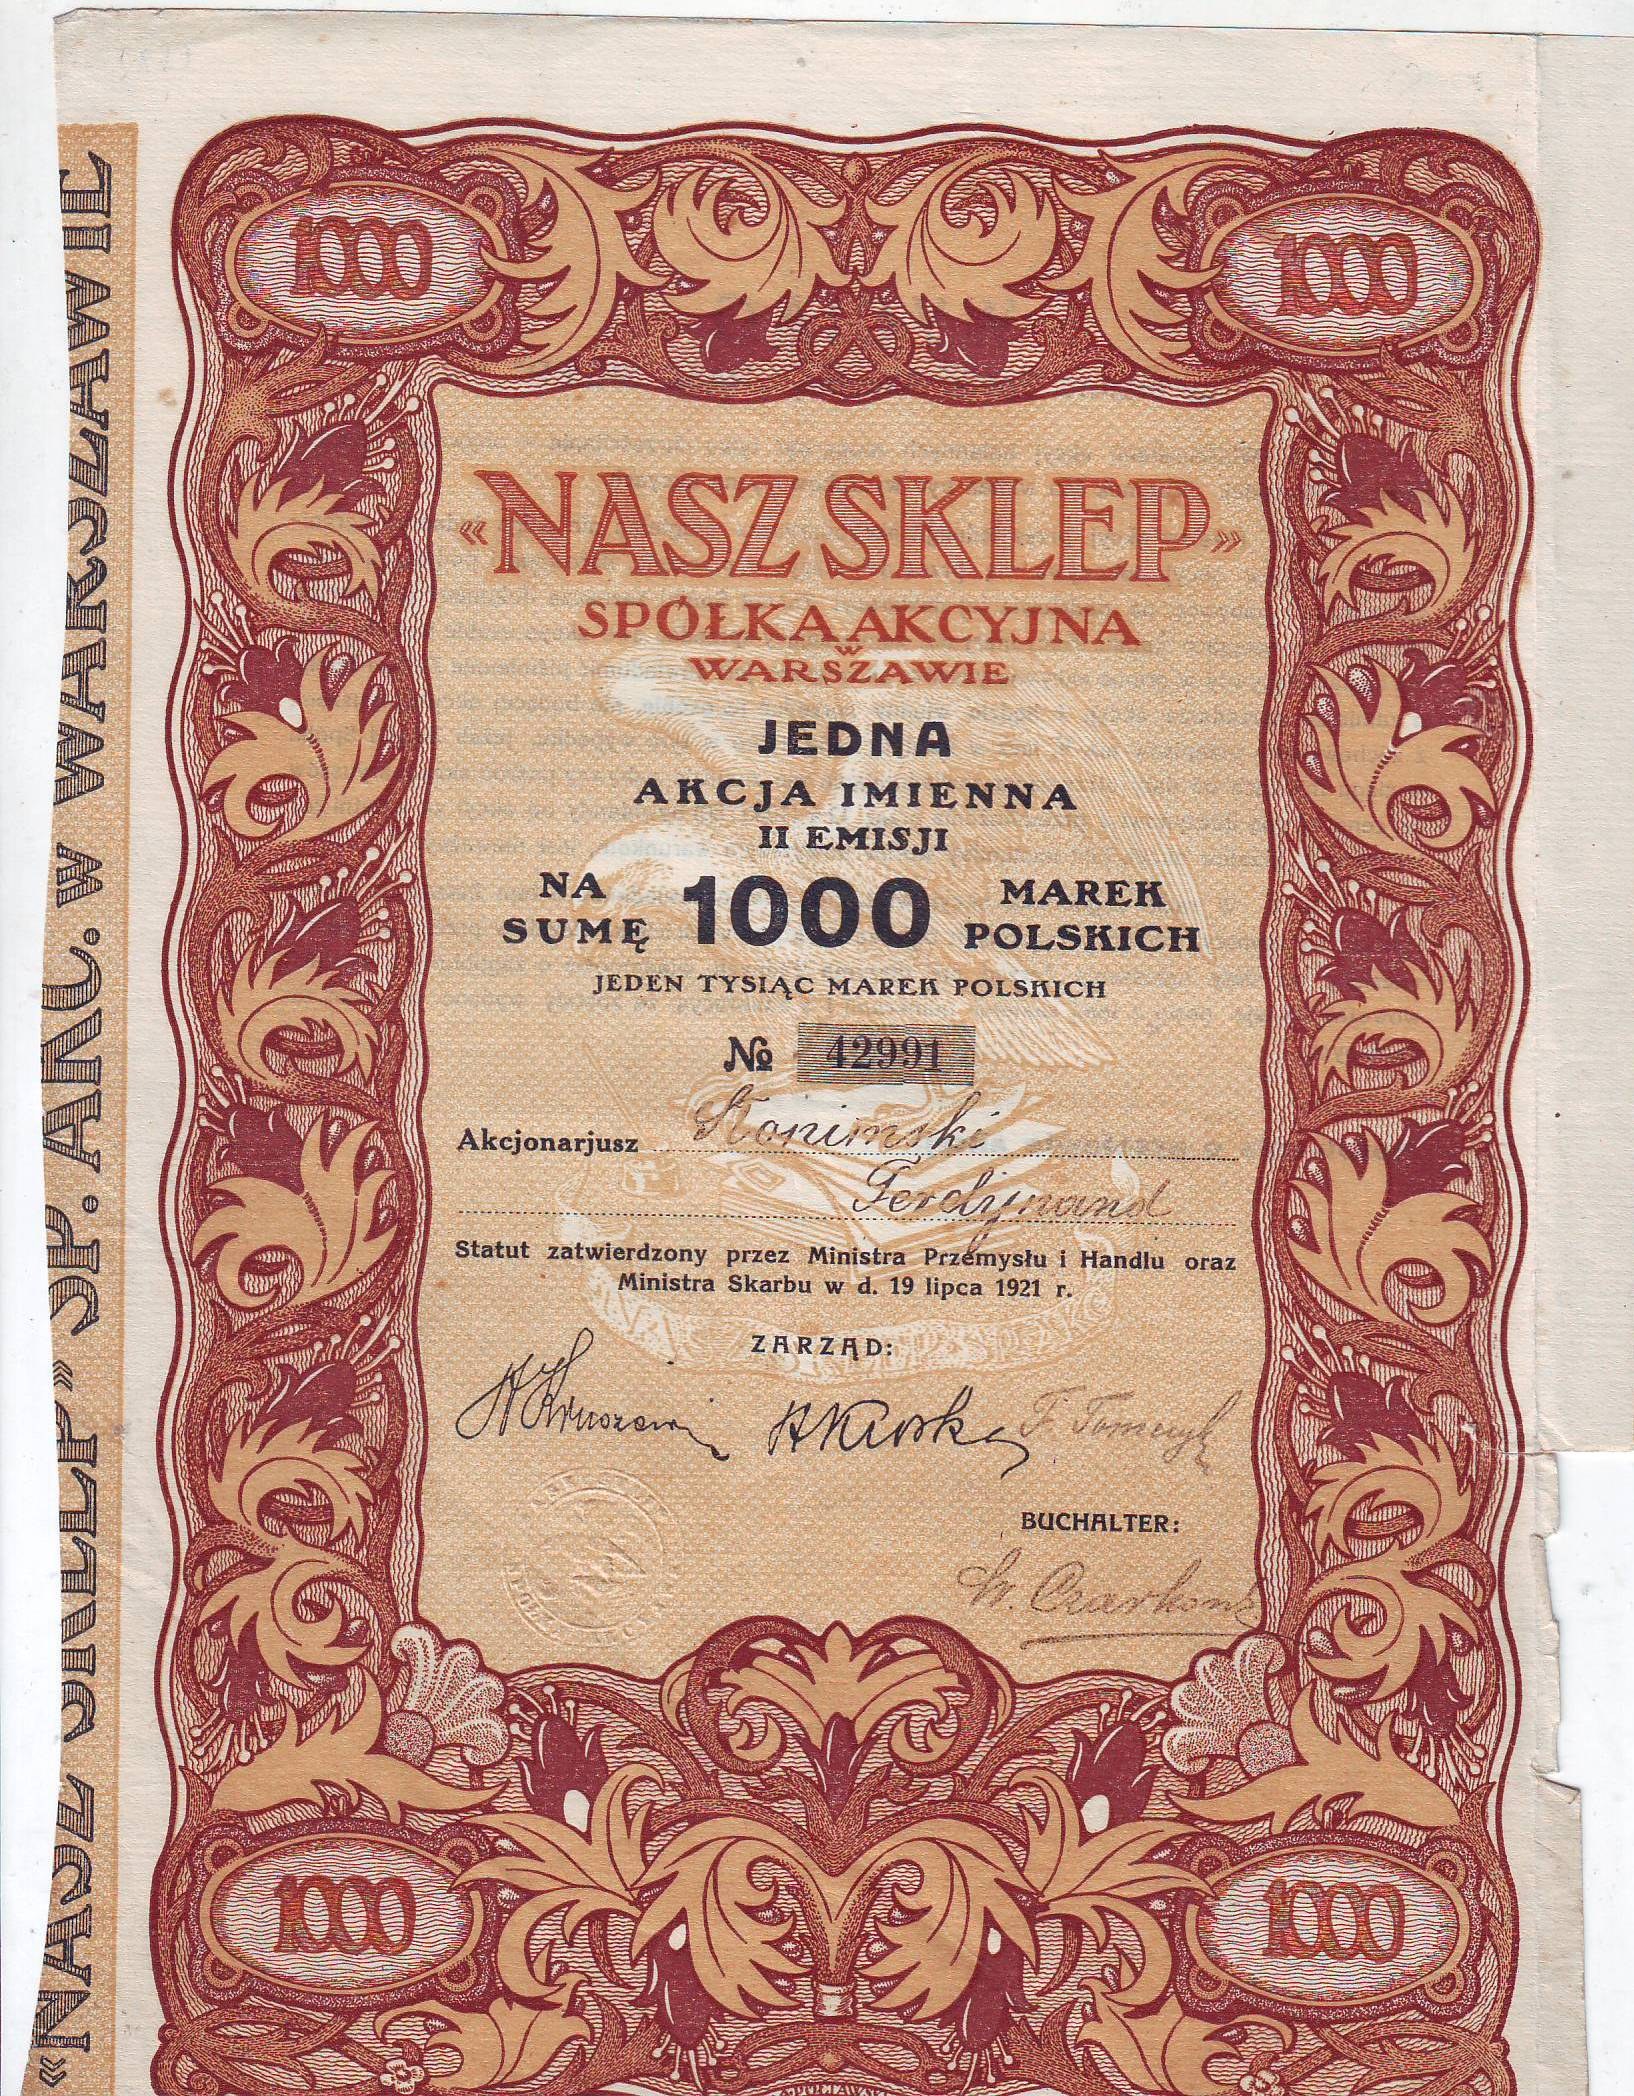 1000 1000
«NASZ SKLEP»
SPÓŁKA AKCYJNA
W
WARSZAWIE
JEDNA
AKCJA IMIENNA
II EMISJI
NA SUMĘ 1000 MAREK POLSKICH
JEDEN TYSIĄC MAREK POLSKICH
№ 42991
Akcjonarjusz
Ferdynand
Statut zatwierdzony przez Ministra Przemysłu i Handlu oraz
Ministra Skarbu w d. 19 lipca 1921 r.
ZARZĄD:
BUCHALTER:
1000 1000
«NASZ SKLEP» SP. AKC. w WARSZAWIE